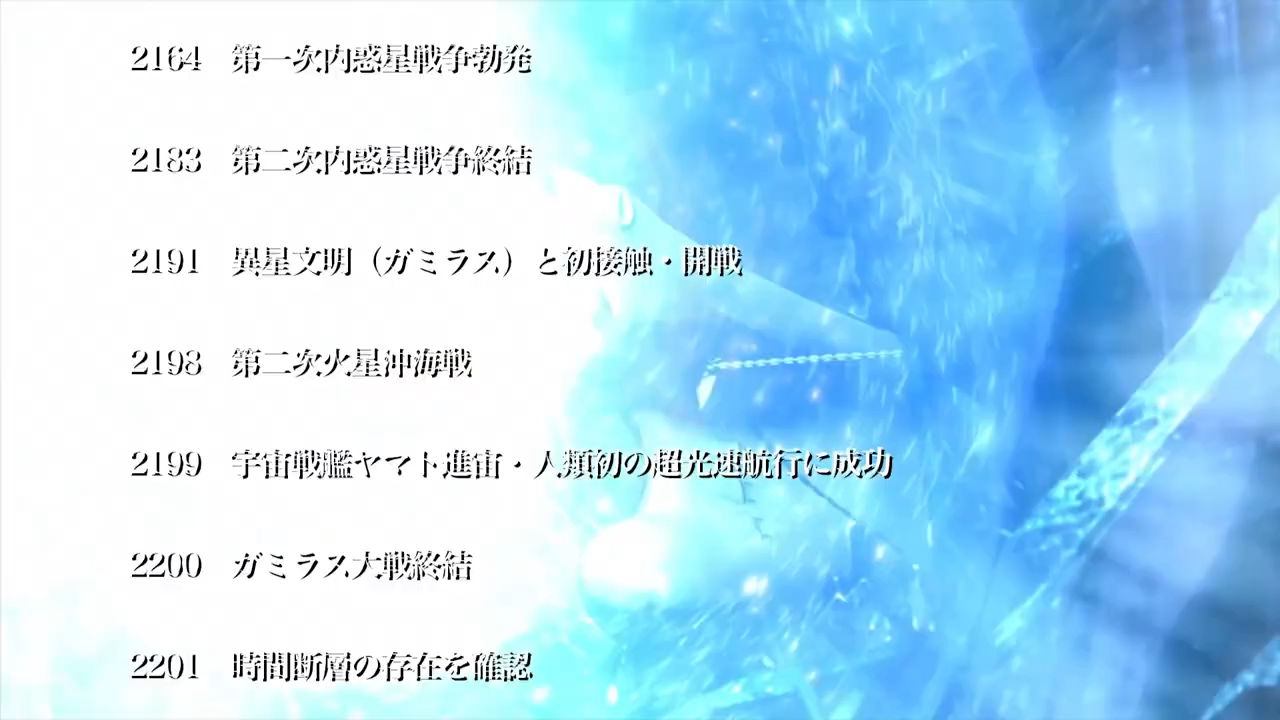 2164 第一次内惑星戦争勃発
2183 第二次内惑星戦争終結
2191 異星文明（ガミラス）と初接触・開戦
2198 第二次火星沖海戦
2199 宇宙戦艦ヤマト進宙・人類初の超光速航行に成功
2200 ガミラス大戦終結
2201 時間断層の存在を確認